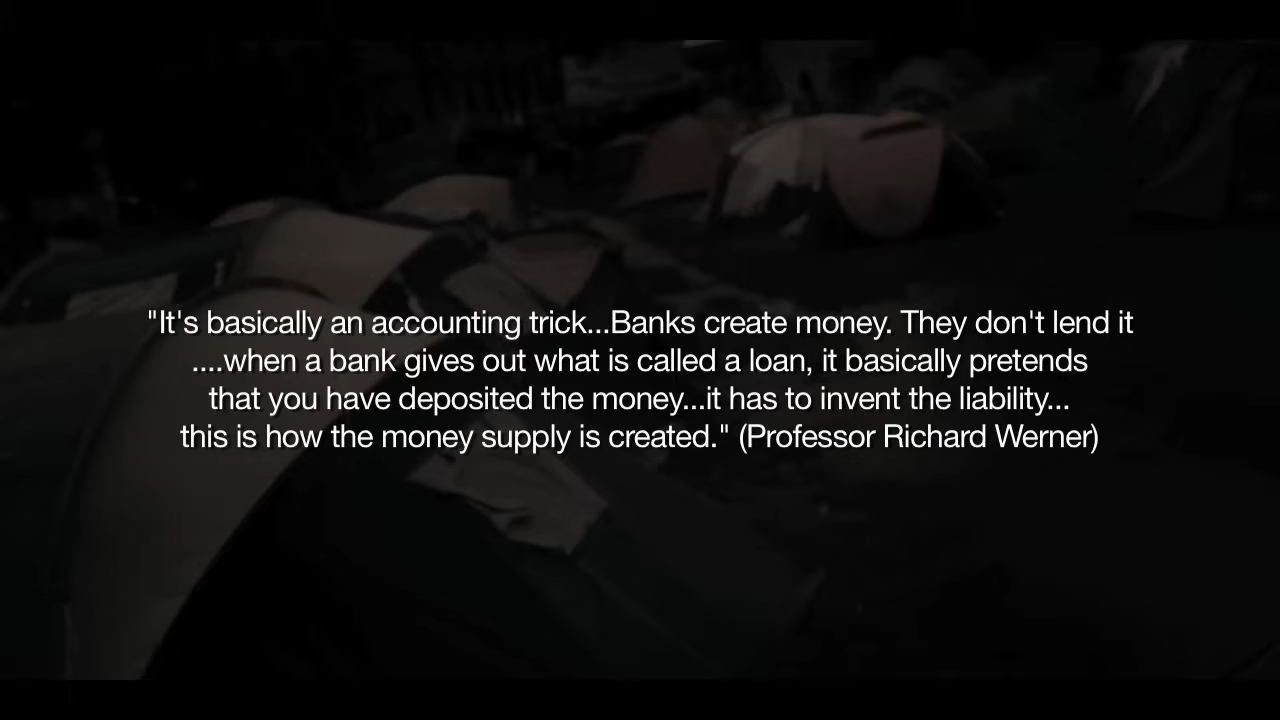 "It's basically an accounting trick...Banks create money. They don't lend it
....when a bank gives out what is called a loan, it basically pretends
that you have deposited the money...it has to invent the liability...
this is how the money supply is created." (Professor Richard Werner)